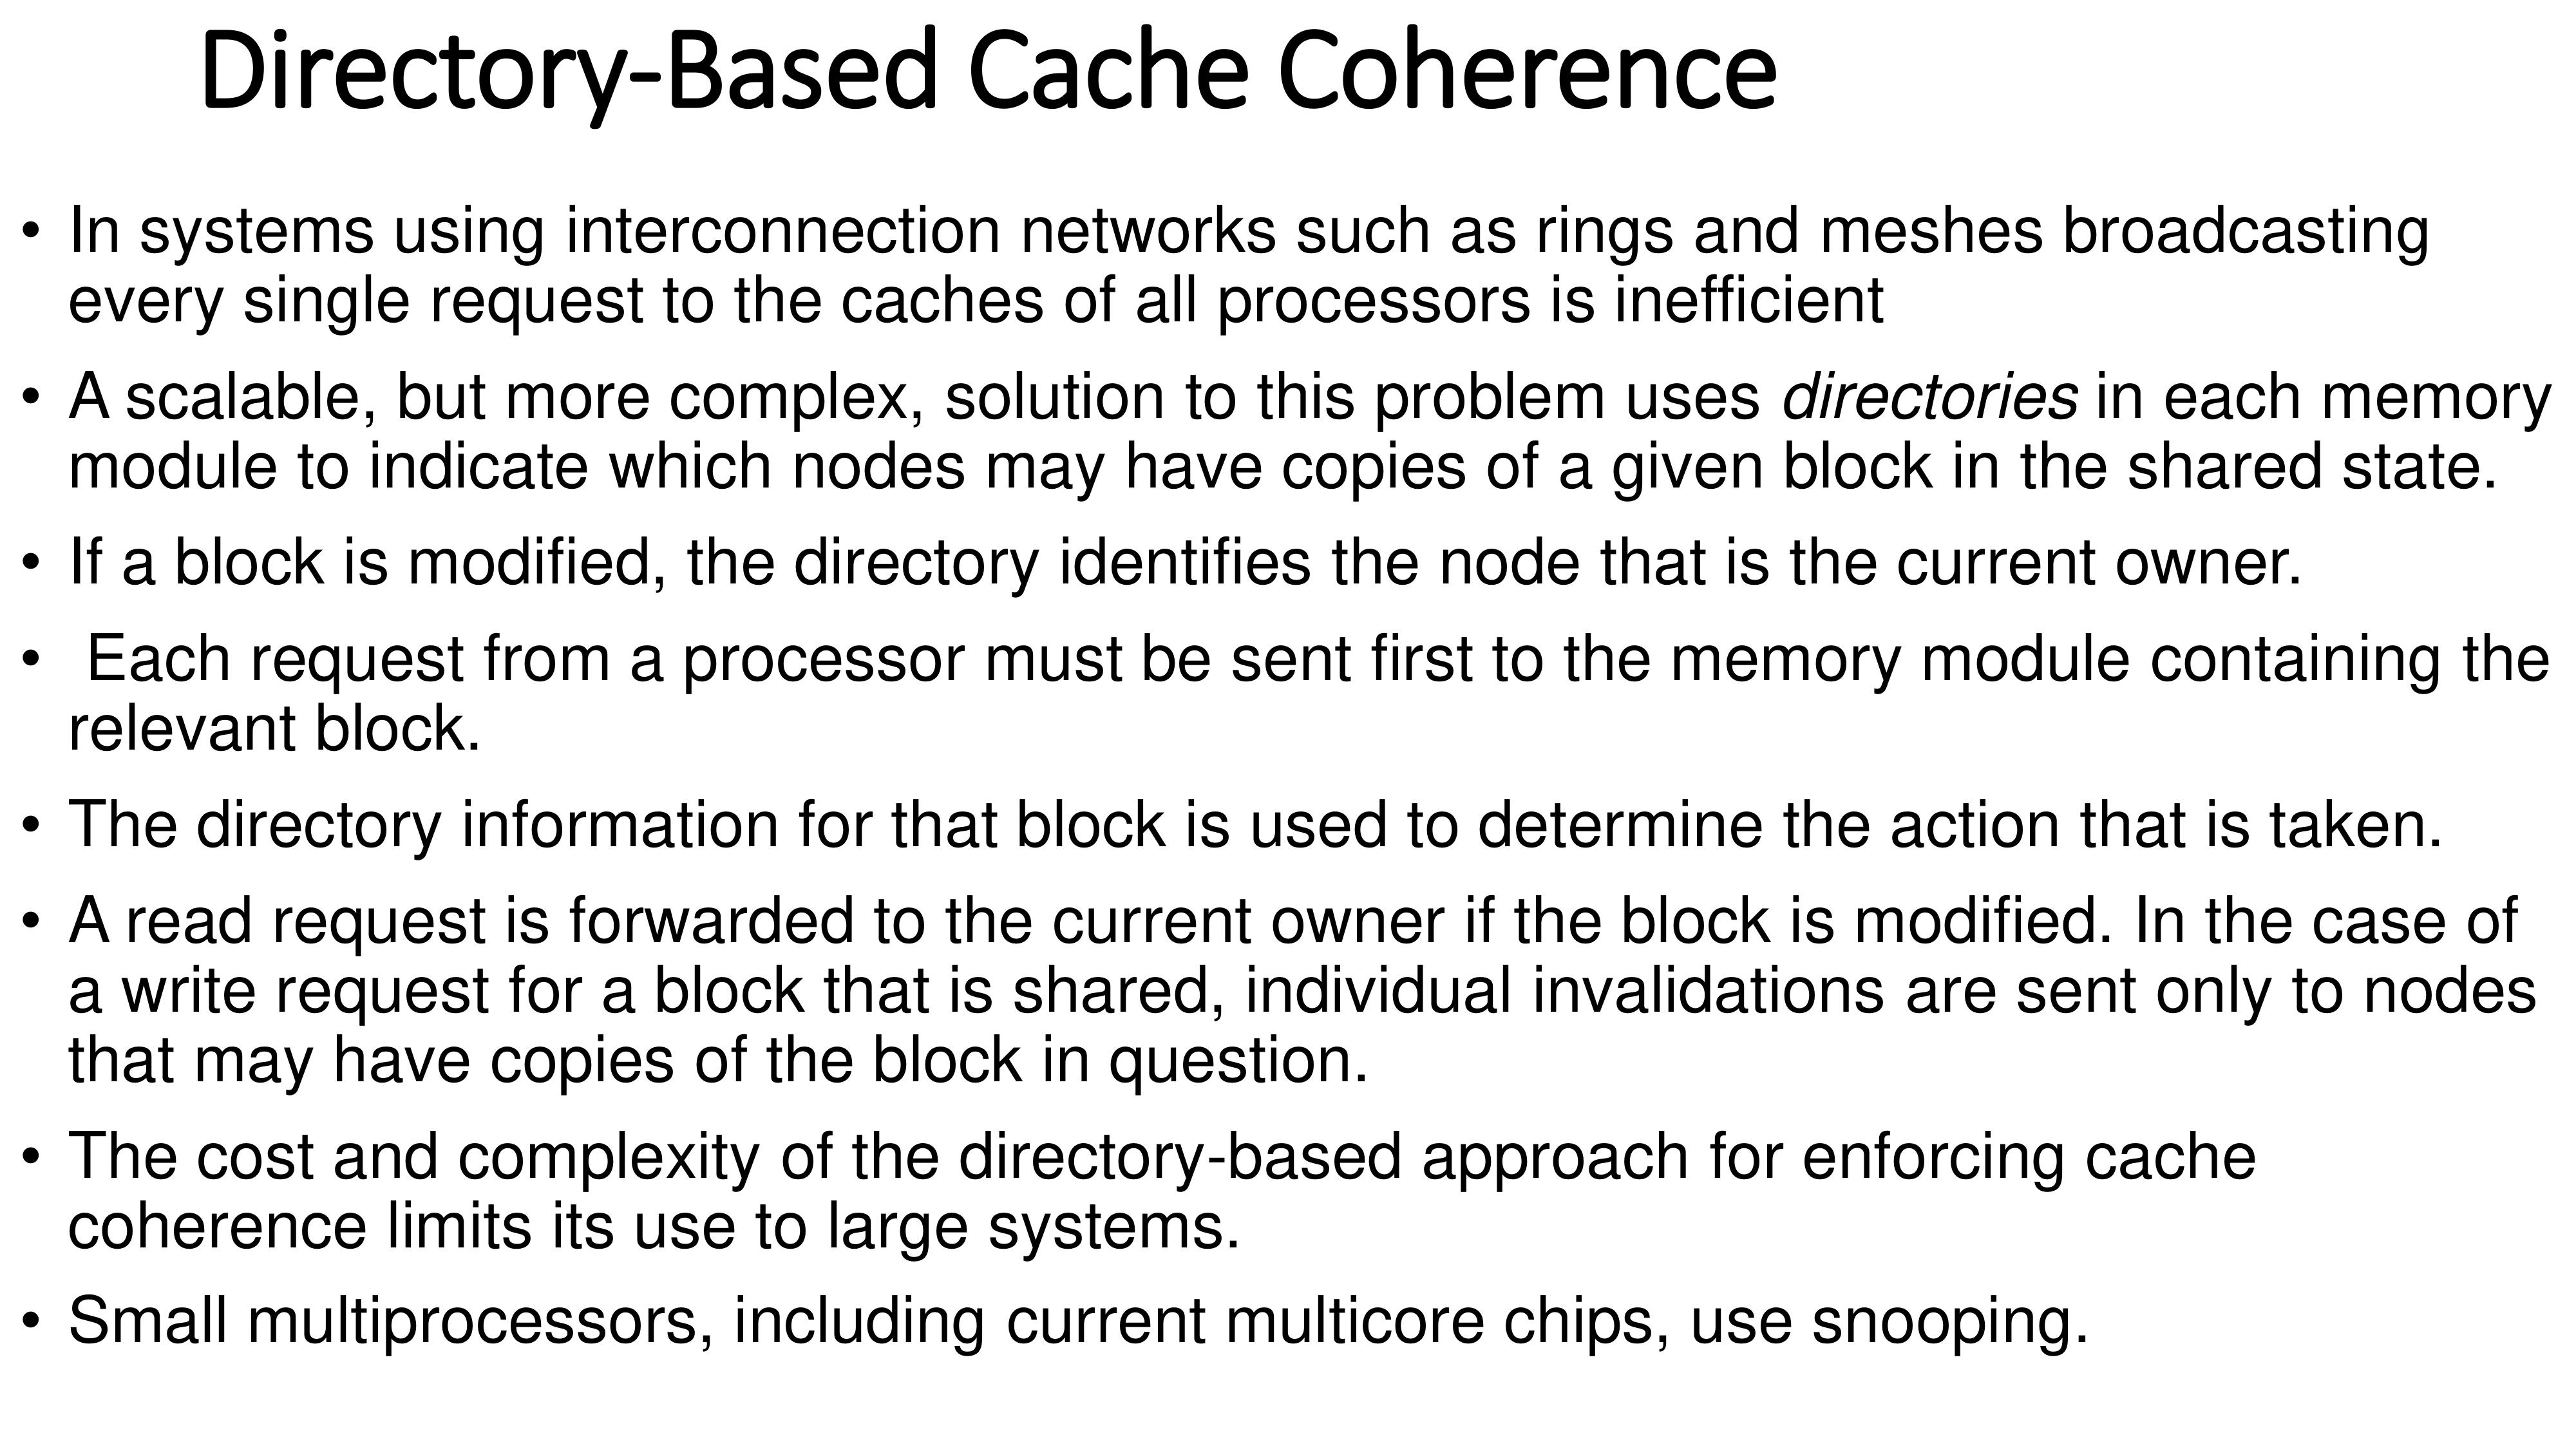 Directory-Based Cache Coherence
• In systems using interconnection networks such as rings and meshes broadcasting
every single request to the caches of all processors is inefficient
• A scalable, but more complex, solution to this problem uses directories in each memory
module to indicate which nodes may have copies of a given block in the shared state.
• If a block is modified, the directory identifies the node that is the current owner.
• Each request from a processor must be sent first to the memory module containing the
relevant block.
• The directory information for that block is used to determine the action that is taken.
• A read request is forwarded to the current owner if the block is modified. In the case of
a write request for a block that is shared, individual invalidations are sent only to nodes
that may have copies of the block in question.
• The cost and complexity of the directory-based approach for enforcing cache
coherence limits its use to large systems.
• Small multiprocessors, including current multicore chips, use snooping.